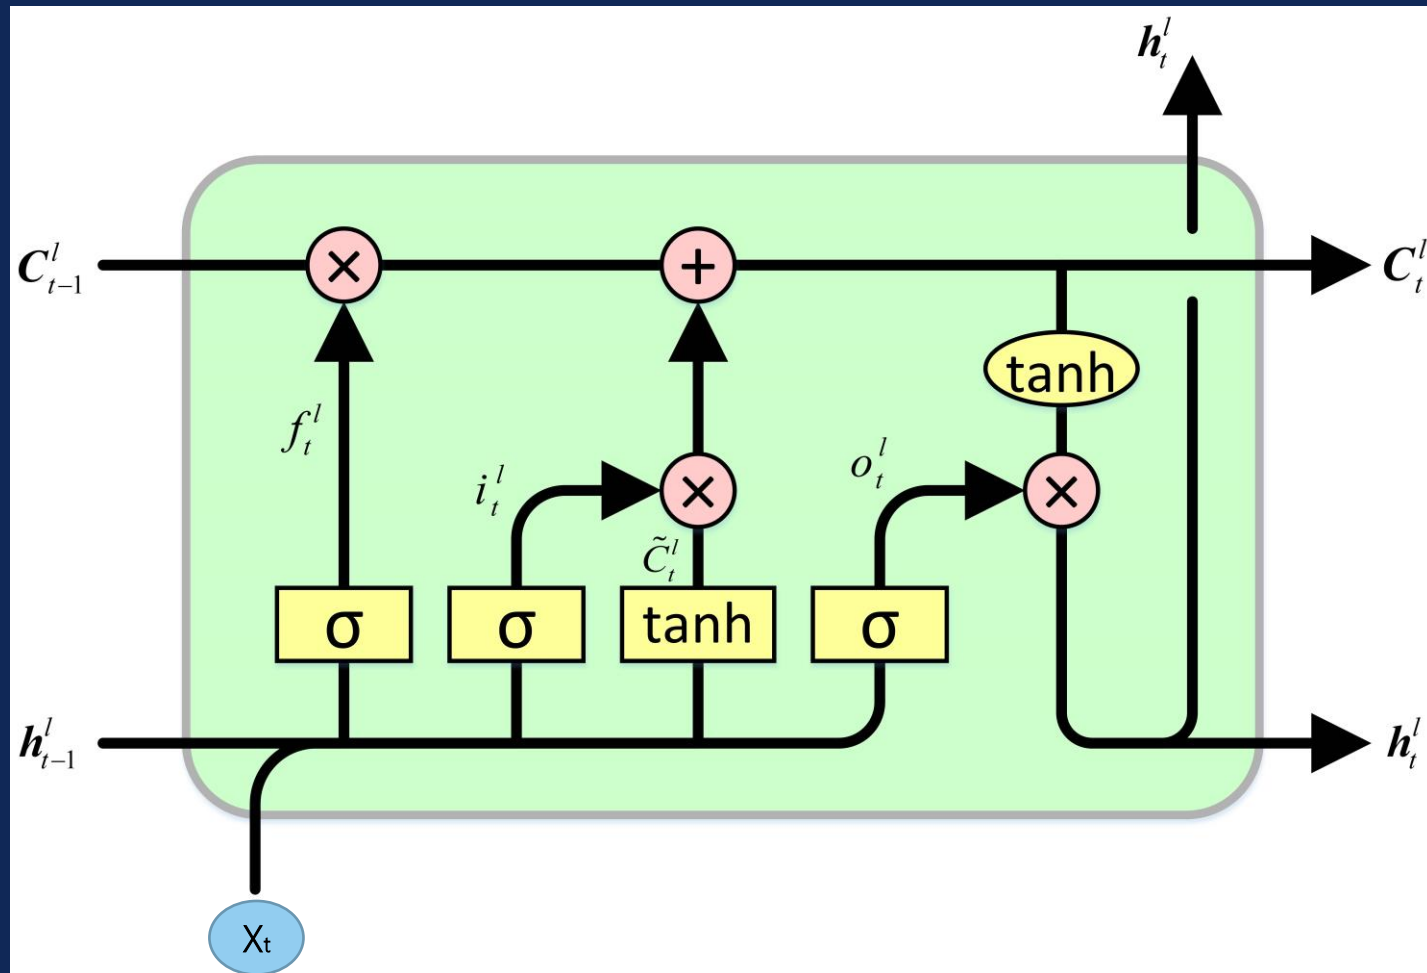 h_t^l
C_{t-1}^l
×
+
C_t^l
tanh
f_t^l
i_t^l
×
o_t^l
×
C̃_t^l
σ
σ
tanh
σ
h_{t-1}^l
h_t^l
X_t